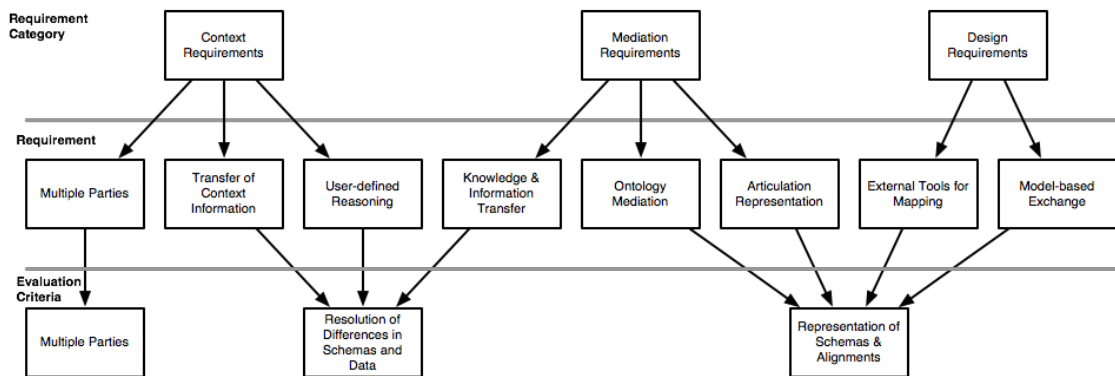 Requirement
Category
Context
Requirements
Mediation
Requirements
Design
Requirements
Requirement
Multiple Parties
Transfer of
Context
Information
User-defined
Reasoning
Knowledge &
Information
Transfer
Ontology
Mediation
Articulation
Representation
External Tools for
Mapping
Model-based
Exchange
Evaluation
Criteria
Multiple Parties
Resolution of
Differences in
Schemas and
Data
Representation of
Schemas &
Alignments